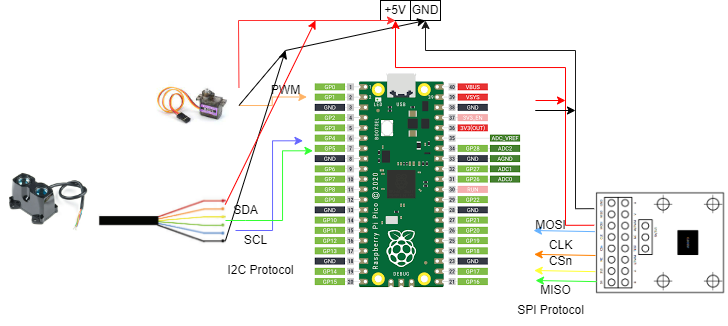 +5V GND
PWM
GP0 1
GP1 2
GND 3
GP2 4
GP3 5
GP4 6
GP5 7
GND 8
GP6 9
GP7 10
GP8 11
GP9 12
GND 13
GP10 14
GP11 15
GP12 16
GP13 17
GND 18
GP14 19
GP15 20
LED
USB
BOOTSEL
Raspberry Pi Pico © 2020
DEBUG
40 VBUS
39 VSYS
38 GND
37 3V3_EN
36 3V3(OUT)
35 ADC_VREF
34 GP28 ADC2
33 GND AGND
32 GP27 ADC1
31 GP26 ADC0
30 RUN
29 GP22
28 GND
27 GP21
26 GP20
25 GP19
24 GP18
23 GND
22 GP17
21 GP16
SDA
SCL
I2C Protocol
MOSI
CLK
CSn
MISO
SPI Protocol